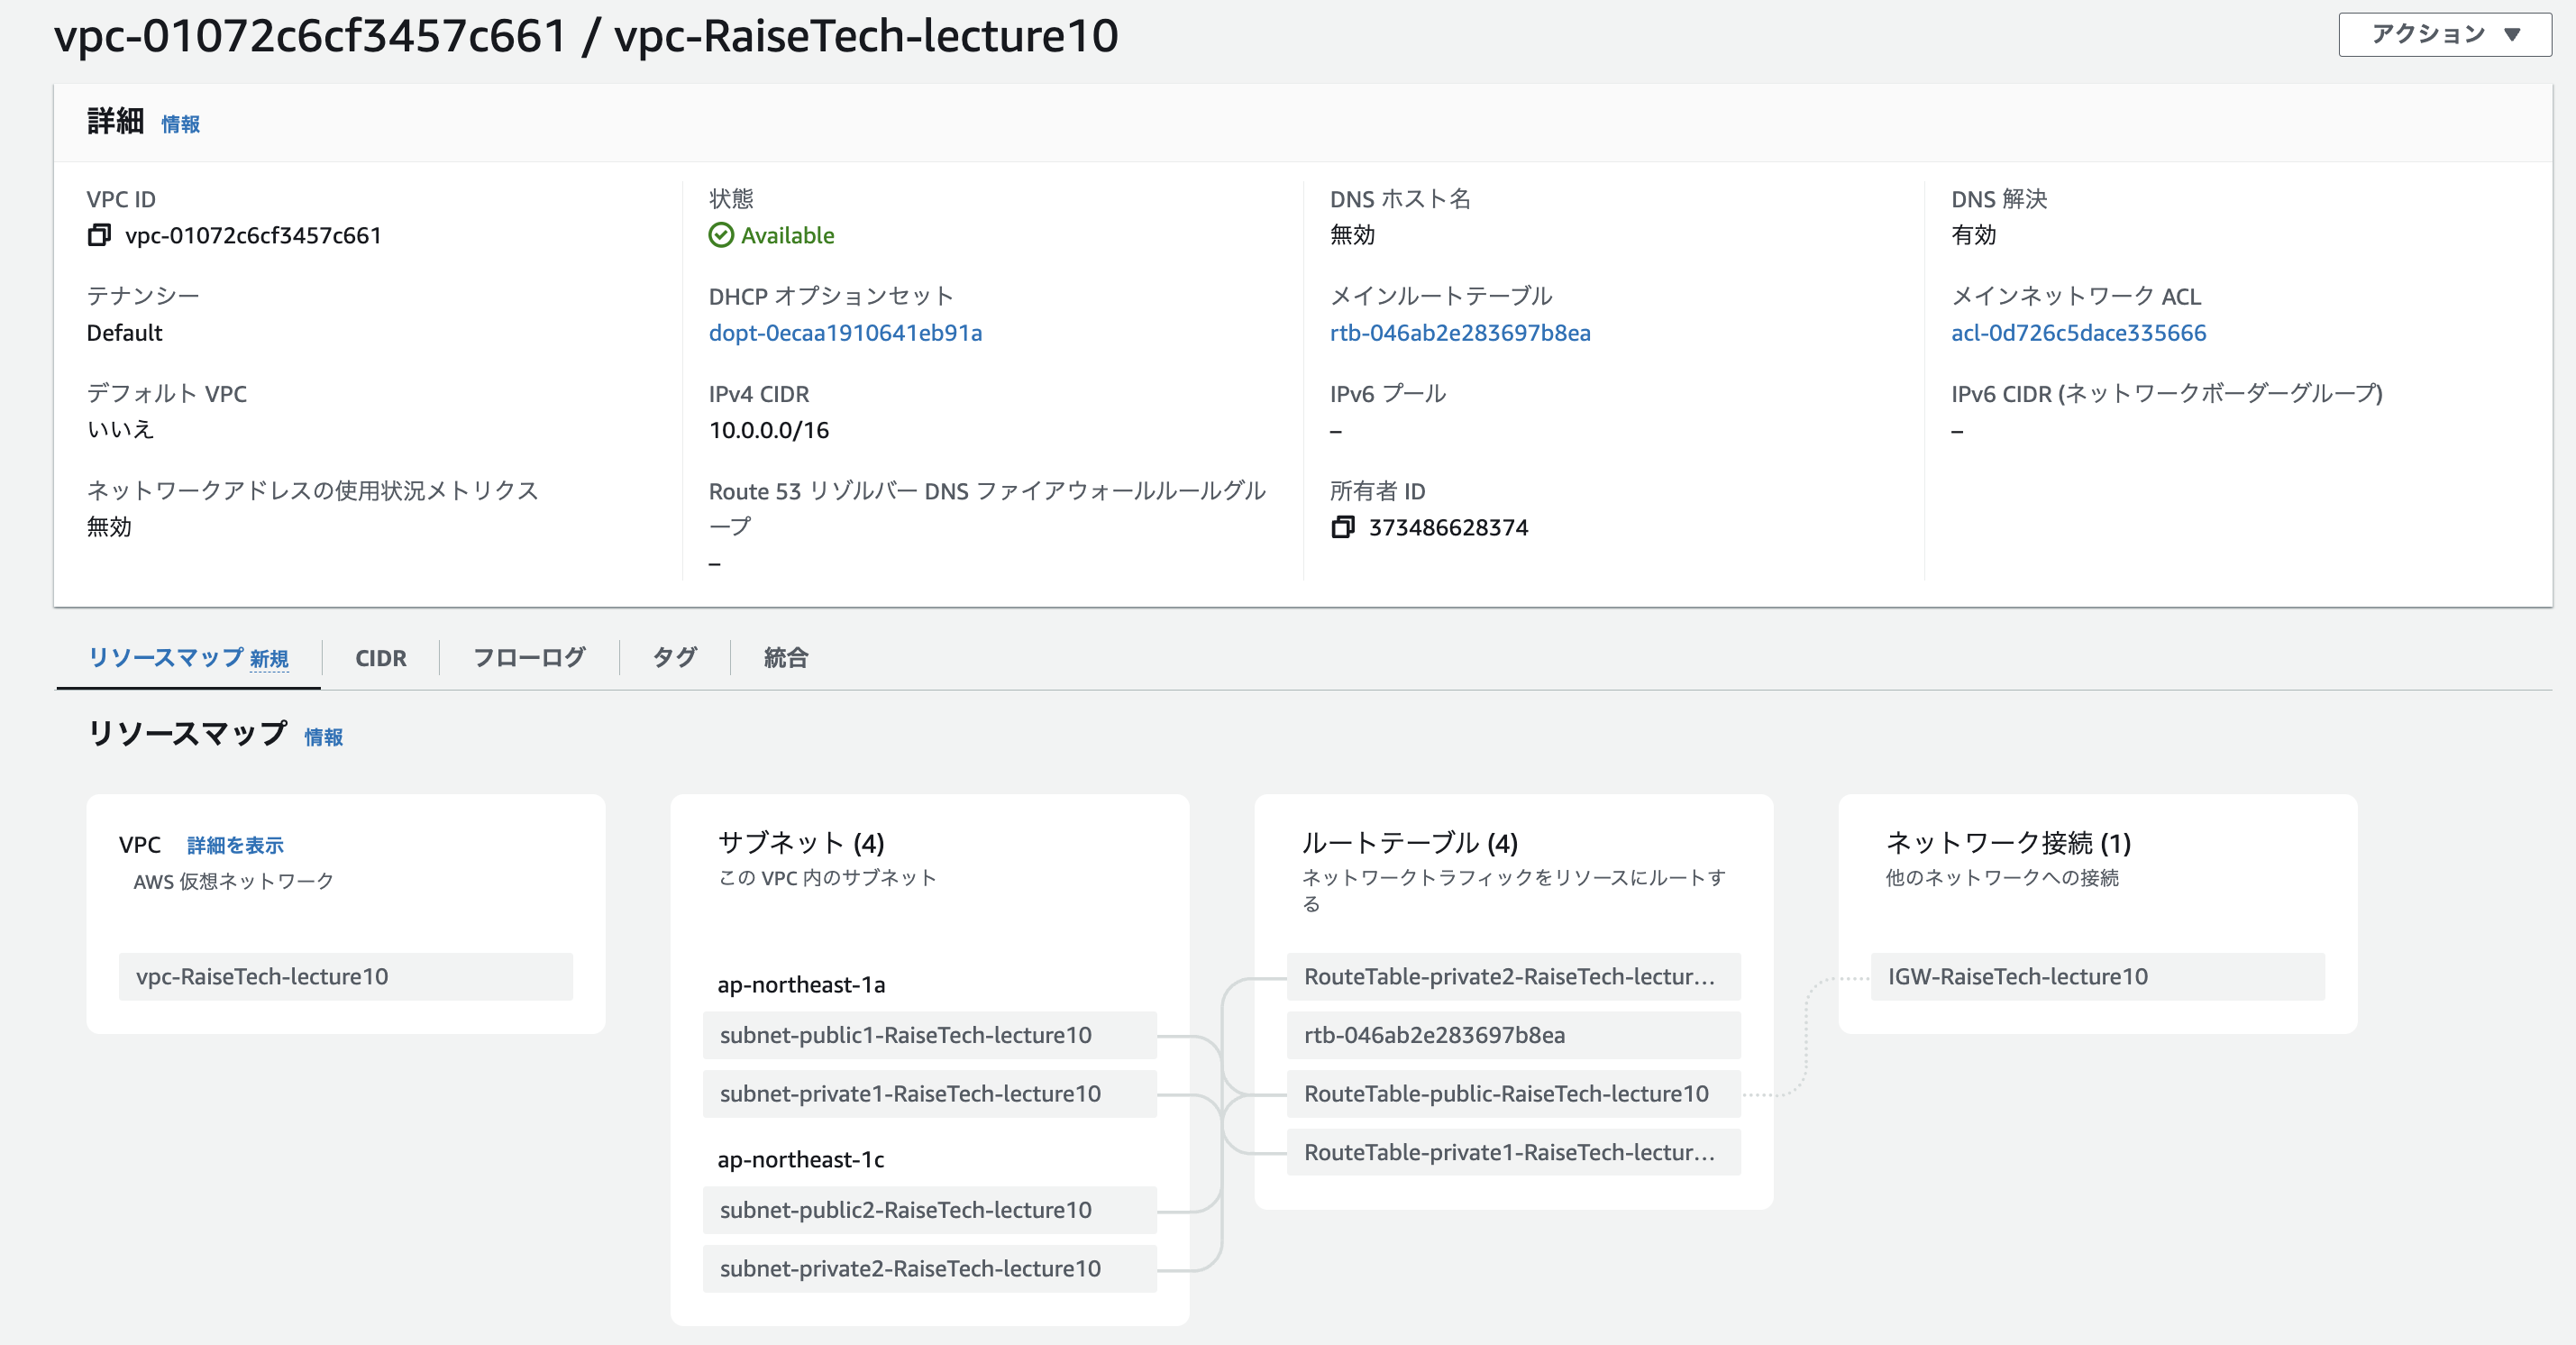 vpc-01072c6cf3457c661 / vpc-RaiseTech-lecture10
アクション ▼
詳細 情報
VPC ID
vpc-01072c6cf3457c661
状態
Available
DNS ホスト名
無効
DNS 解決
有効
テナンシー
Default
DHCP オプションセット
dopt-0ecaa1910641eb91a
メインルートテーブル
rtb-046ab2e283697b8ea
メインネットワーク ACL
acl-0d726c5dace335666
デフォルト VPC
いいえ
IPv4 CIDR
10.0.0.0/16
IPv6 プール
–
IPv6 CIDR (ネットワークボーダーグループ)
–
ネットワークアドレスの使用状況メトリクス
無効
Route 53 リゾルバー DNS ファイアウォールルールグル
ープ
–
所有者 ID
373486628374
リソースマップ 新規
CIDR
フローログ
タグ
統合
リソースマップ 情報
VPC 詳細を表示
AWS 仮想ネットワーク
vpc-RaiseTech-lecture10
サブネット (4)
この VPC 内のサブネット
ap-northeast-1a
subnet-public1-RaiseTech-lecture10
subnet-private1-RaiseTech-lecture10
ap-northeast-1c
subnet-public2-RaiseTech-lecture10
subnet-private2-RaiseTech-lecture10
ルートテーブル (4)
ネットワークトラフィックをリソースにルートす
る
RouteTable-private2-RaiseTech-lectur...
rtb-046ab2e283697b8ea
RouteTable-public-RaiseTech-lecture10
RouteTable-private1-RaiseTech-lectur...
ネットワーク接続 (1)
他のネットワークへの接続
IGW-RaiseTech-lecture10